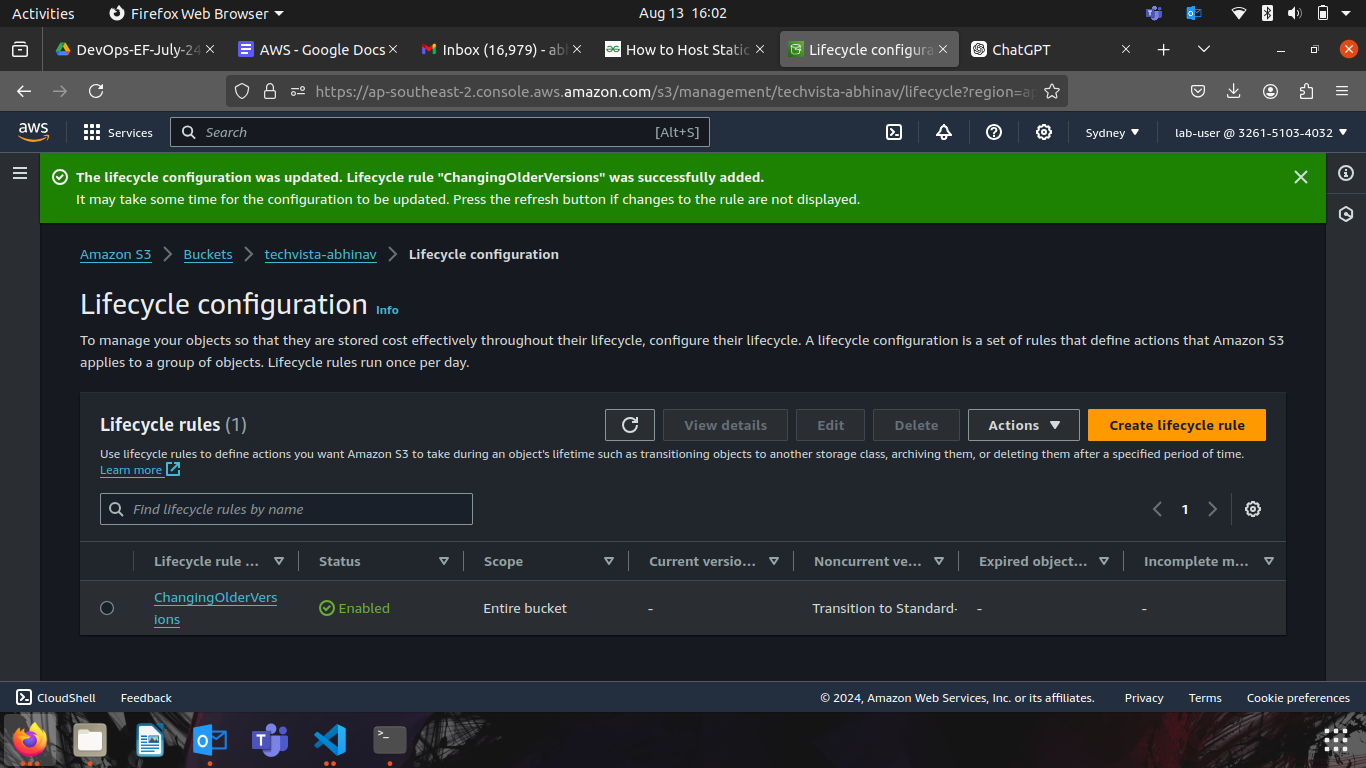 Activities
Firefox Web Browser
Aug 13 16:02
DevOps-EF-July-24
AWS - Google Docs
Inbox (16,979) - abh
How to Host Static
Lifecycle configura
ChatGPT
https://ap-southeast-2.console.aws.amazon.com/s3/management/techvista-abhinav/lifecycle?region=ap
aws
Services
Search
[Alt+S]
Sydney
lab-user @ 3261-5103-4032
The lifecycle configuration was updated. Lifecycle rule "ChangingOlderVersions" was successfully added.
It may take some time for the configuration to be updated. Press the refresh button if changes to the rule are not displayed.
Amazon S3
Buckets
techvista-abhinav
Lifecycle configuration
Lifecycle configuration Info
To manage your objects so that they are stored cost effectively throughout their lifecycle, configure their lifecycle. A lifecycle configuration is a set of rules that define actions that Amazon S3
applies to a group of objects. Lifecycle rules run once per day.
Lifecycle rules (1)
View details
Edit
Delete
Actions
Create lifecycle rule
Use lifecycle rules to define actions you want Amazon S3 to take during an object's lifetime such as transitioning objects to another storage class, archiving them, or deleting them after a specified period of time.
Learn more
Find lifecycle rules by name
1
Lifecycle rule ...
Status
Scope
Current versio...
Noncurrent ve...
Expired object...
Incomplete m...
ChangingOlderVers
ions
Enabled
Entire bucket
-
Transition to Standard-
-
-
CloudShell
Feedback
© 2024, Amazon Web Services, Inc. or its affiliates.
Privacy
Terms
Cookie preferences